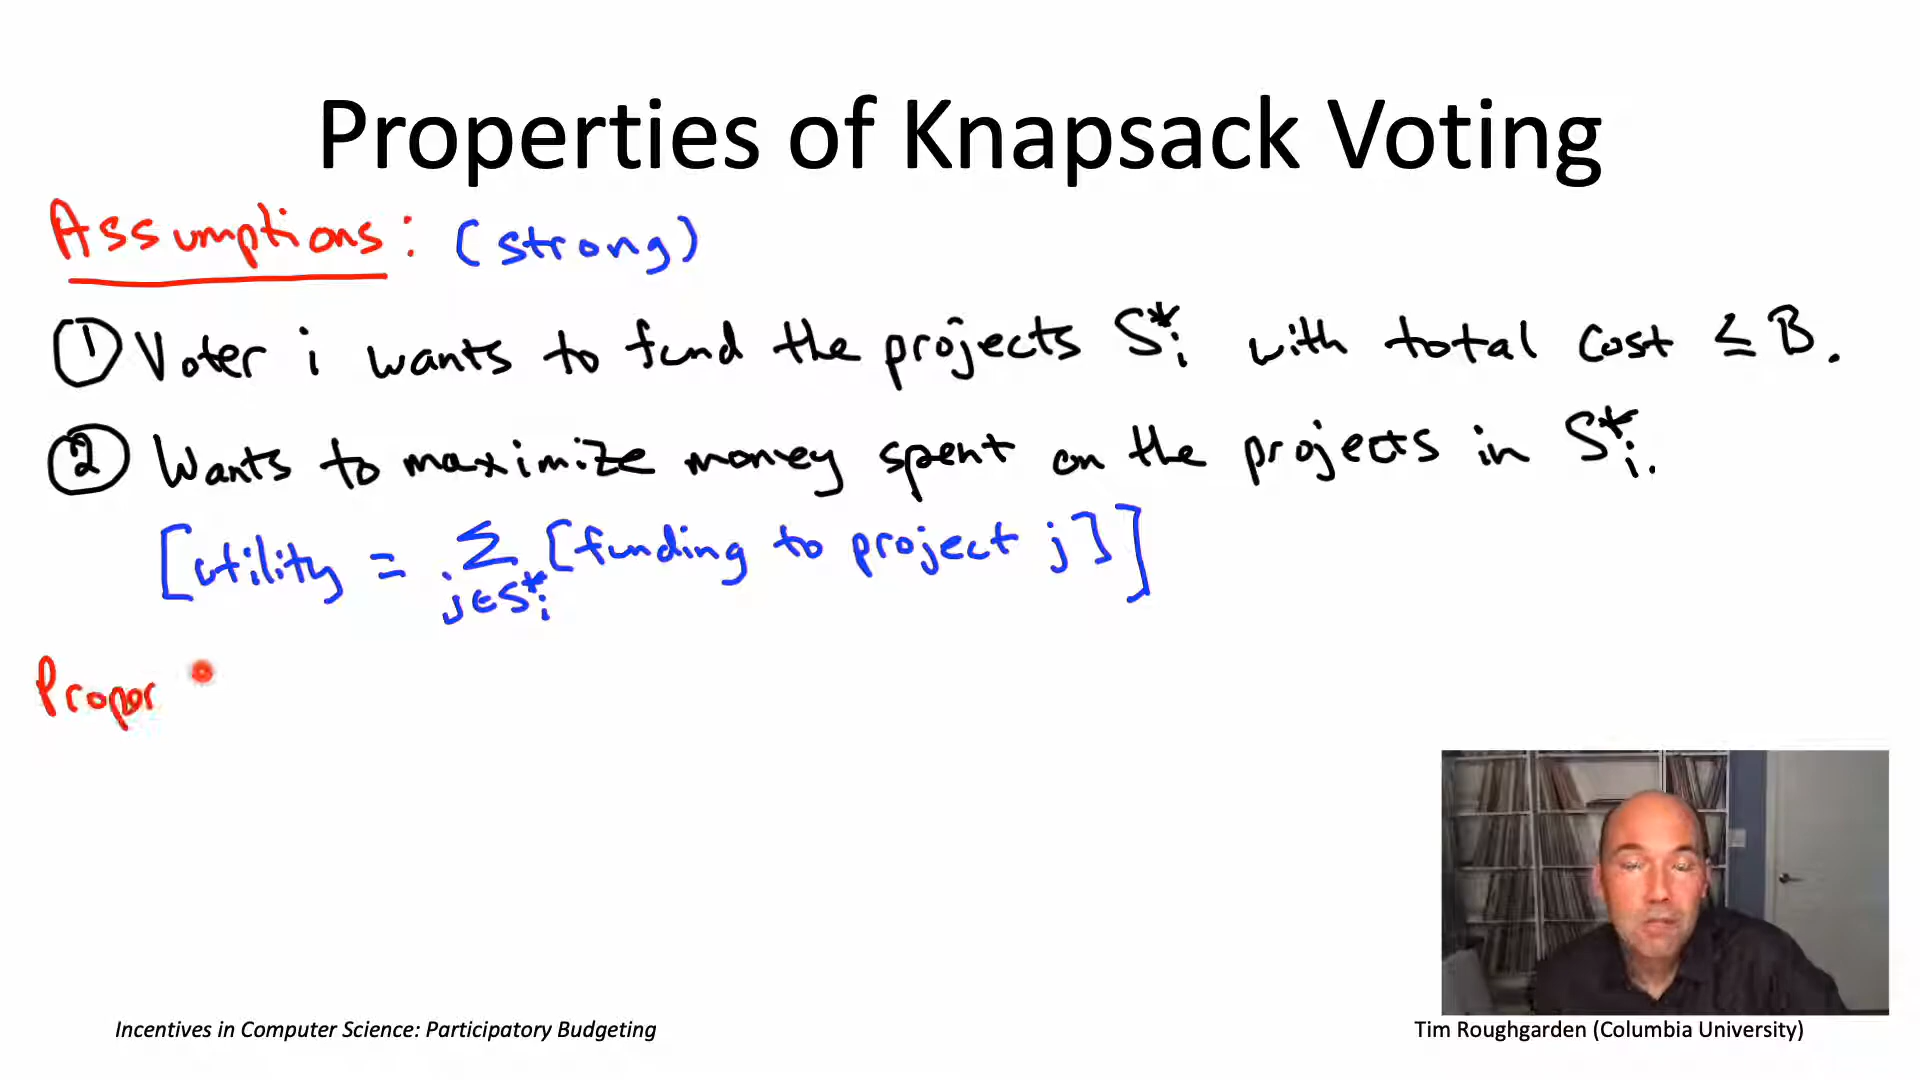 Properties of Knapsack Voting
Assumptions: (strong)
① Voter i wants to fund the projects S*i with total cost ≤ B.
② Wants to maximize money spent on the projects in S*i.
[utility = Σ j∈S*i [funding to project j]]
Propor
Incentives in Computer Science: Participatory Budgeting
Tim Roughgarden (Columbia University)